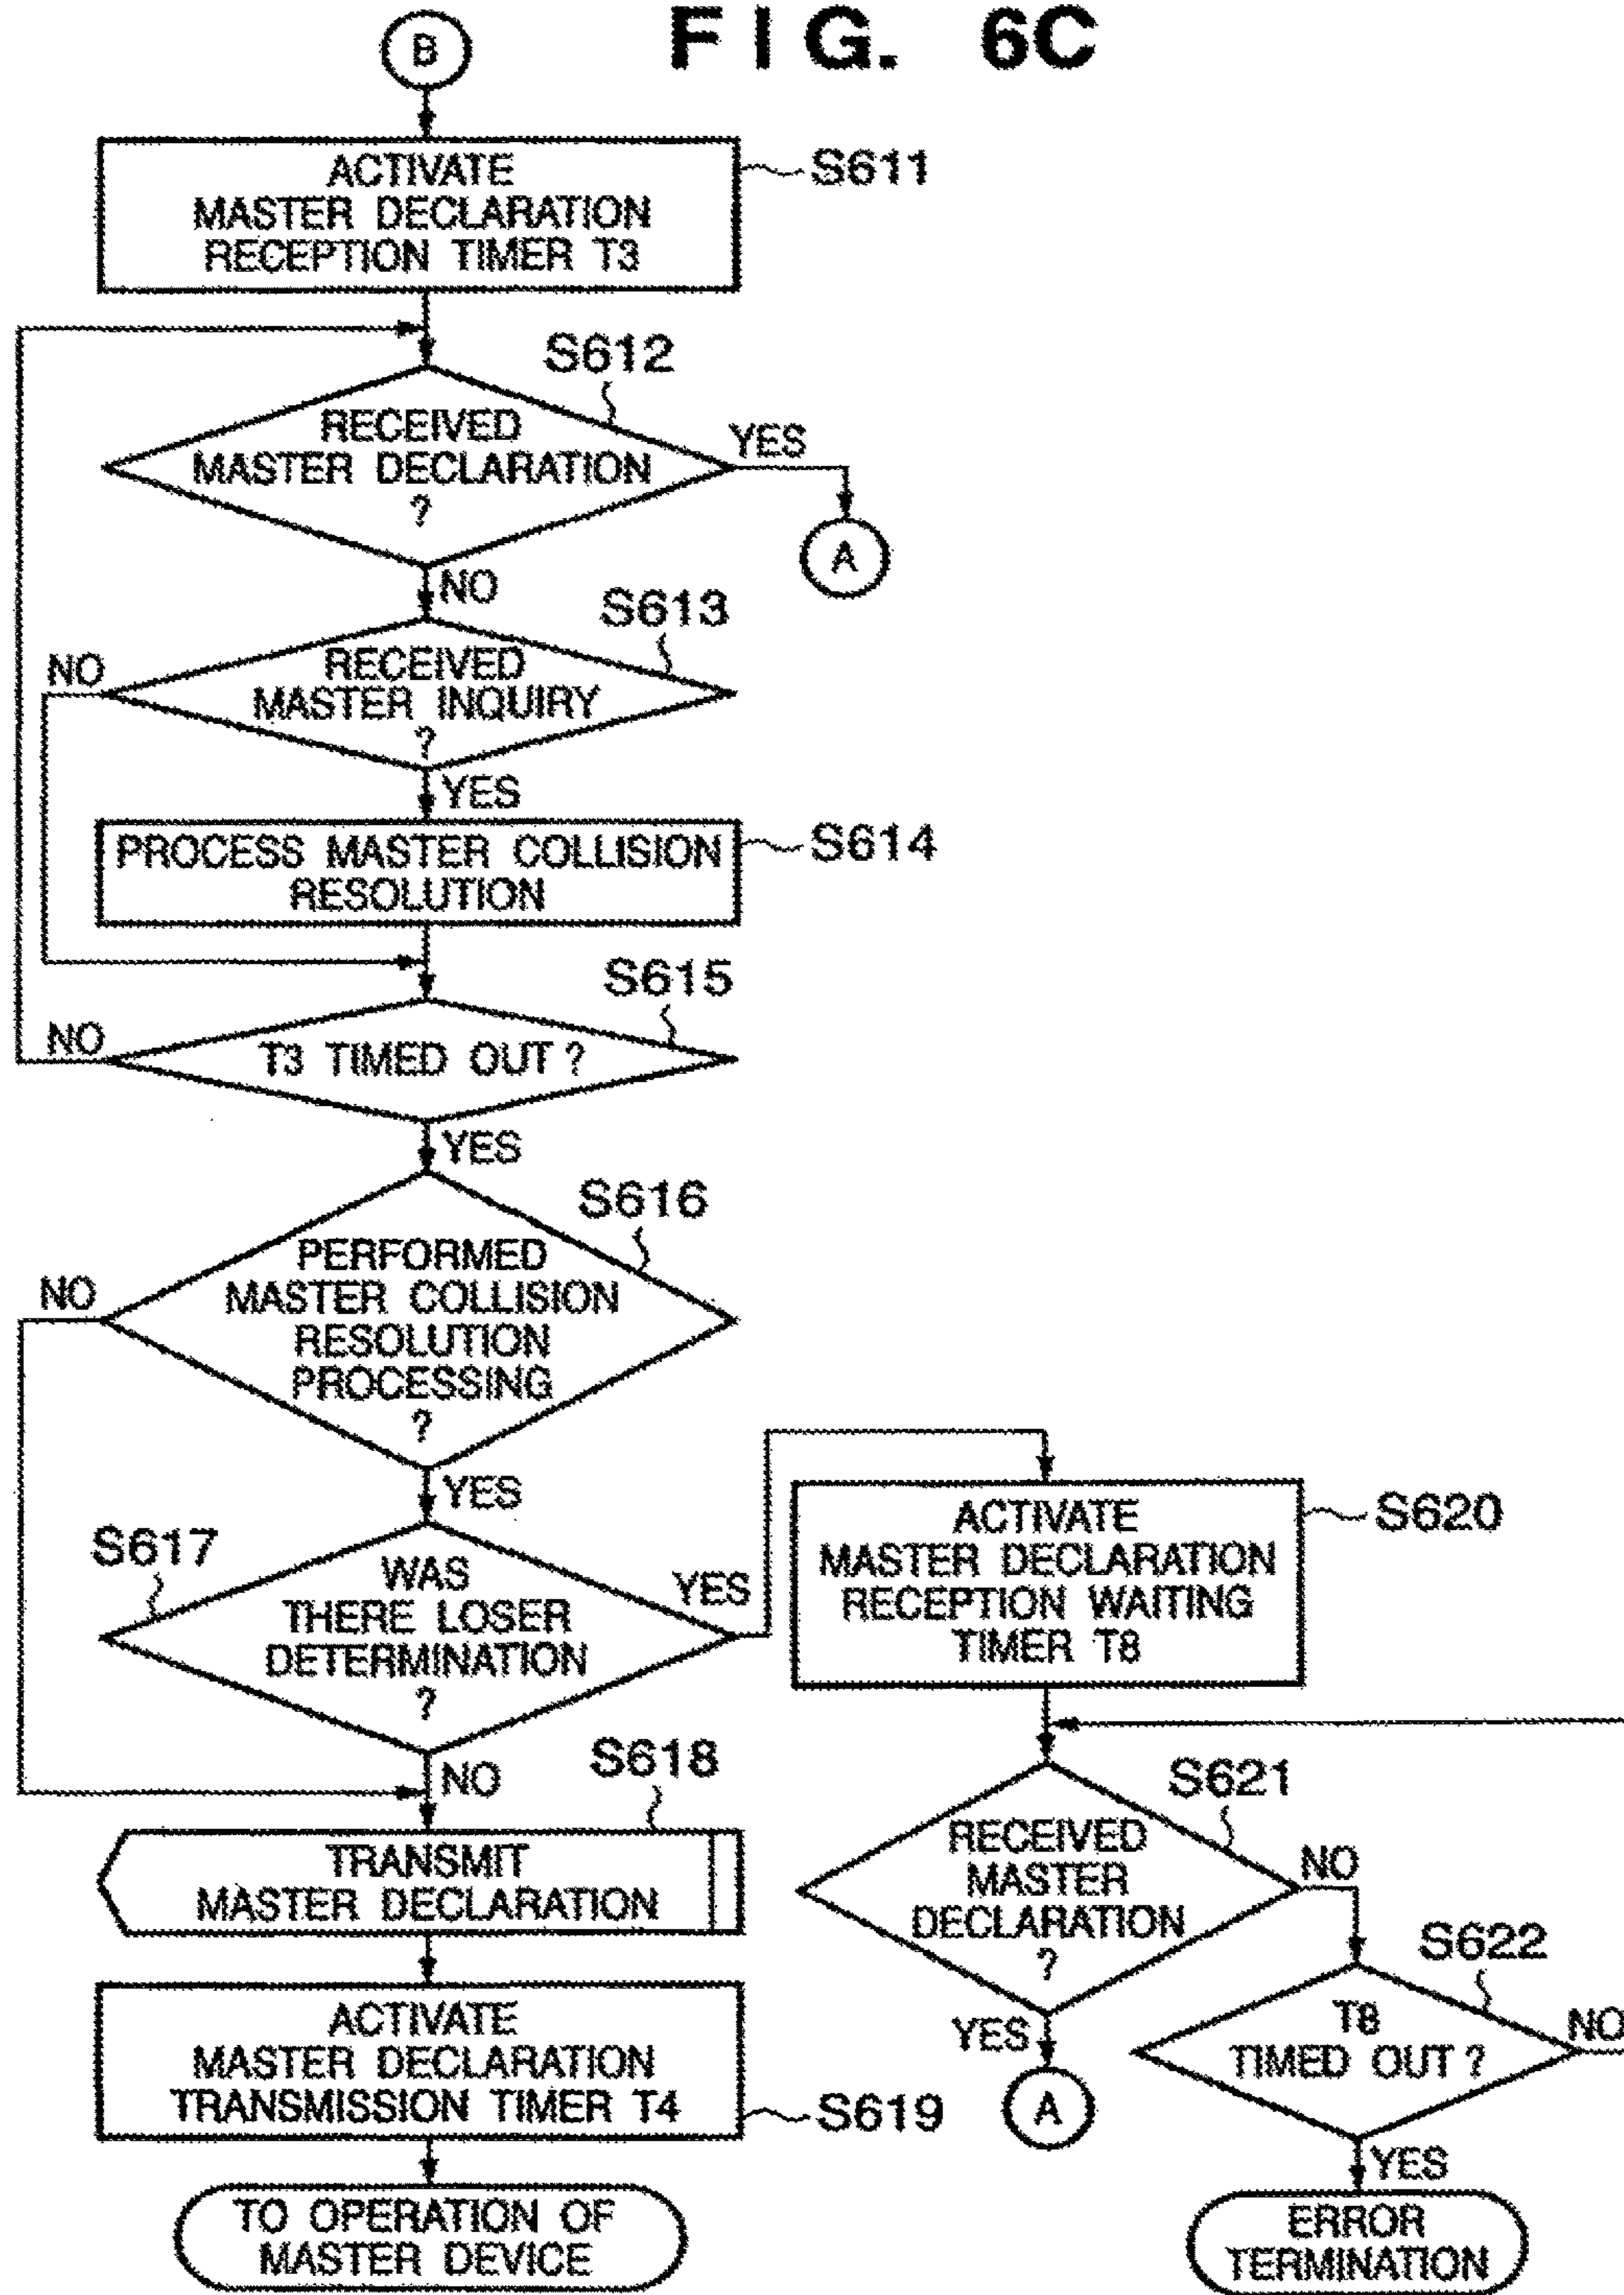 FIG. 6C
B
ACTIVATE
MASTER DECLARATION
RECEPTION TIMER T3
S611
S612
RECEIVED
MASTER DECLARATION
?
YES
A
NO
S613
NO
RECEIVED
MASTER INQUIRY
?
YES
PROCESS MASTER COLLISION
RESOLUTION
S614
S615
NO
T3 TIMED OUT ?
YES
S616
NO
PERFORMED
MASTER COLLISION
RESOLUTION
PROCESSING
?
YES
S617
WAS
THERE LOSER
DETERMINATION
?
YES
NO
S618
TRANSMIT
MASTER DECLARATION
ACTIVATE
MASTER DECLARATION
TRANSMISSION TIMER T4
S619
TO OPERATION OF
MASTER DEVICE
ACTIVATE
MASTER DECLARATION
RECEPTION WAITING
TIMER T8
S620
S621
RECEIVED
MASTER
DECLARATION
?
NO
YES
A
S622
T8
TIMED OUT ?
NO
YES
ERROR
TERMINATION